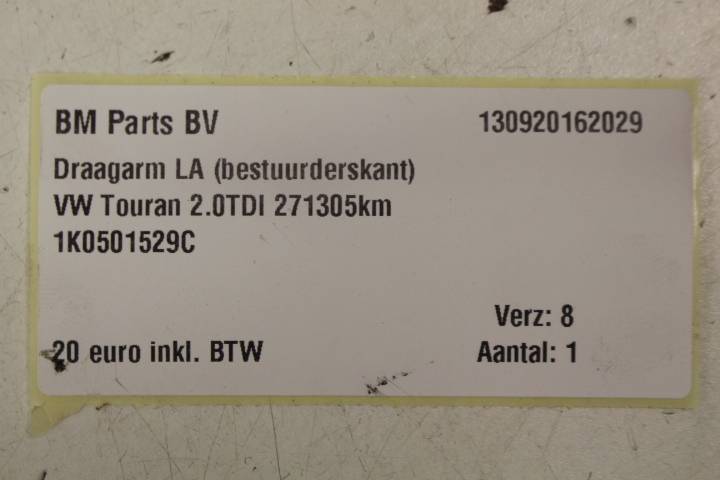 BM Parts BV 130920162029
Draagarm LA (bestuurderskant)
VW Touran 2.0TDI 271305km
1K0501529C
Verz: 8
20 euro inkl. BTW Aantal: 1